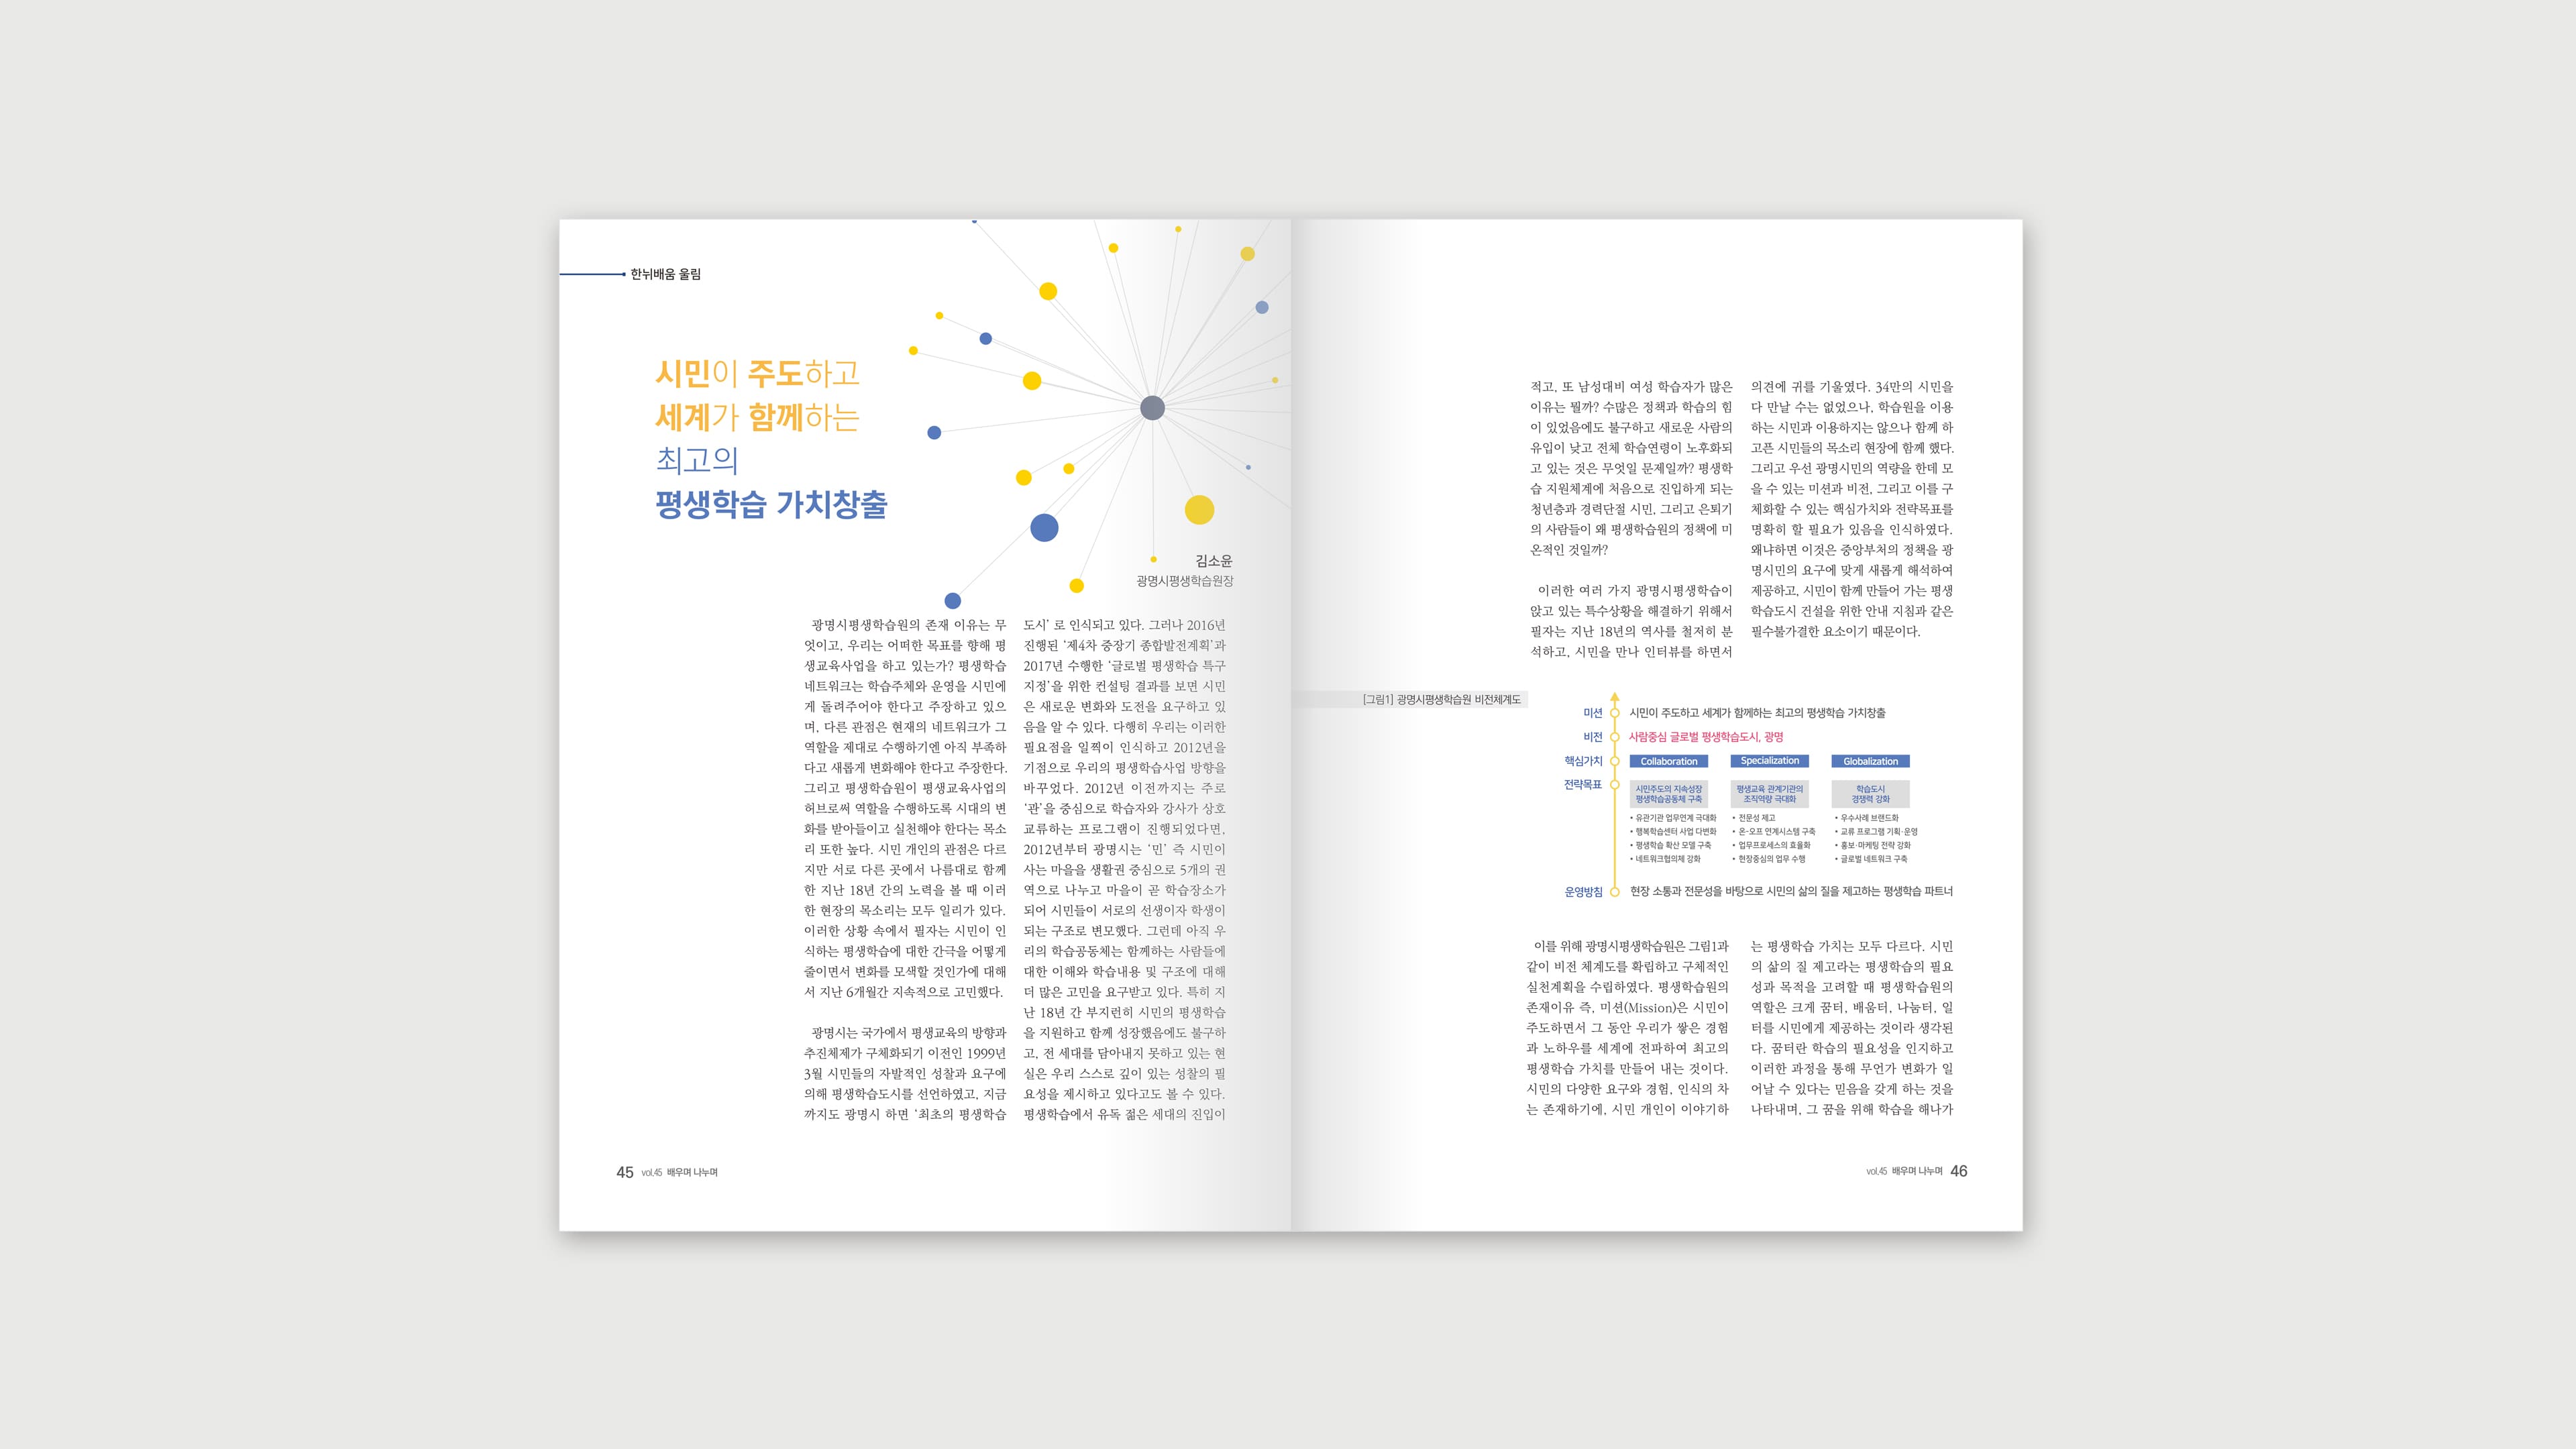 한뉘배움 울림
시민이 주도하고
세계가 함께하는
최고의
평생학습 가치창출
김소윤
광명시평생학습원장
광명시평생학습원의 존재 이유는 무
엇이고, 우리는 어떠한 목표를 향해 평
생교육사업을 하고 있는가? 평생학습
네트워크는 학습주체와 운영을 시민에
게 돌려주어야 한다고 주장하고 있으
며, 다른 관점은 현재의 네트워크가 그
역할을 제대로 수행하기엔 아직 부족하
다고 새롭게 변화해야 한다고 주장한다.
그리고 평생학습원이 평생교육사업의
허브로써 역할을 수행하도록 시대의 변
화를 받아들이고 실천해야 한다는 목소
리 또한 높다. 시민 개인의 관점은 다르
지만 서로 다른 곳에서 나름대로 함께
한 지난 18년 간의 노력을 볼 때 이러
한 현장의 목소리는 모두 일리가 있다.
이러한 상황 속에서 필자는 시민이 인
식하는 평생학습에 대한 간극을 어떻게
줄이면서 변화를 모색할 것인가에 대해
서 지난 6개월간 지속적으로 고민했다.
광명시는 국가에서 평생교육의 방향과
추진체제가 구체화되기 이전인 1999년
3월 시민들의 자발적인 성찰과 요구에
의해 평생학습도시를 선언하였고, 지금
까지도 광명시 하면 ‘최초의 평생학습
도시’ 로 인식되고 있다. 그러나 2016년
진행된 ‘제4차 중장기 종합발전계획’과
2017년 수행한 ‘글로벌 평생학습 특구
지정’을 위한 컨설팅 결과를 보면 시민
은 새로운 변화와 도전을 요구하고 있
음을 알 수 있다. 다행히 우리는 이러한
필요점을 일찍이 인식하고 2012년을
기점으로 우리의 평생학습사업 방향을
바꾸었다. 2012년 이전까지는 주로
‘관’을 중심으로 학습자와 강사가 상호
교류하는 프로그램이 진행되었다면,
2012년부터 광명시는 ‘민’ 즉 시민이
사는 마을을 생활권 중심으로 5개의 권
역으로 나누고 마을이 곧 학습장소가
되어 시민들이 서로의 선생이자 학생이
되는 구조로 변모했다. 그런데 아직 우
리의 학습공동체는 함께하는 사람들에
대한 이해와 학습내용 및 구조에 대해
더 많은 고민을 요구받고 있다. 특히 지
난 18년 간 부지런히 시민의 평생학습
을 지원하고 함께 성장했음에도 불구하
고, 전 세대를 담아내지 못하고 있는 현
실은 우리 스스로 깊이 있는 성찰의 필
요성을 제시하고 있다고도 볼 수 있다.
평생학습에서 유독 젊은 세대의 진입이
45 vol.45 배우며 나누며
적고, 또 남성대비 여성 학습자가 많은
이유는 뭘까? 수많은 정책과 학습의 힘
이 있었음에도 불구하고 새로운 사람의
유입이 낮고 전체 학습연령이 노후화되
고 있는 것은 무엇일 문제일까? 평생학
습 지원체계에 처음으로 진입하게 되는
청년층과 경력단절 시민, 그리고 은퇴기
의 사람들이 왜 평생학습원의 정책에 미
온적인 것일까?
이러한 여러 가지 광명시평생학습이
앉고 있는 특수상황을 해결하기 위해서
필자는 지난 18년의 역사를 철저히 분
석하고, 시민을 만나 인터뷰를 하면서
의견에 귀를 기울였다. 34만의 시민을
다 만날 수는 없었으나, 학습원을 이용
하는 시민과 이용하지는 않으나 함께 하
고픈 시민들의 목소리 현장에 함께 했다.
그리고 우선 광명시민의 역량을 한데 모
을 수 있는 미션과 비전, 그리고 이를 구
체화할 수 있는 핵심가치와 전략목표를
명확히 할 필요가 있음을 인식하였다.
왜냐하면 이것은 중앙부처의 정책을 광
명시민의 요구에 맞게 새롭게 해석하여
제공하고, 시민이 함께 만들어 가는 평생
학습도시 건설을 위한 안내 지침과 같은
필수불가결한 요소이기 때문이다.
[그림1] 광명시평생학습원 비전체계도
미션 시민이 주도하고 세계가 함께하는 최고의 평생학습 가치창출
비전 사람중심 글로벌 평생학습도시, 광명
핵심가치 Collaboration Specialization Globalization
전략목표
시민주도의 지속성장
평생학습공동체 구축
• 유관기관 업무연계 극대화
• 행복학습센터 사업 다변화
• 평생학습 확산 모델 구축
• 네트워크협의체 강화
평생교육 관계기관의
조직역량 극대화
• 전문성 제고
• 온-오프 연계시스템 구축
• 업무프로세스의 효율화
• 현장중심의 업무 수행
학습도시
경쟁력 강화
• 우수사례 브랜드화
• 교류 프로그램 기획·운영
• 홍보·마케팅 전략 강화
• 글로벌 네트워크 구축
운영방침 현장 소통과 전문성을 바탕으로 시민의 삶의 질을 제고하는 평생학습 파트너
이를 위해 광명시평생학습원은 그림1과
같이 비전 체계도를 확립하고 구체적인
실천계획을 수립하였다. 평생학습원의
존재이유 즉, 미션(Mission)은 시민이
주도하면서 그 동안 우리가 쌓은 경험
과 노하우를 세계에 전파하여 최고의
평생학습 가치를 만들어 내는 것이다.
시민의 다양한 요구와 경험, 인식의 차
는 존재하기에, 시민 개인이 이야기하
는 평생학습 가치는 모두 다르다. 시민
의 삶의 질 제고라는 평생학습의 필요
성과 목적을 고려할 때 평생학습원의
역할은 크게 꿈터, 배움터, 나눔터, 일
터를 시민에게 제공하는 것이라 생각된
다. 꿈터란 학습의 필요성을 인지하고
이러한 과정을 통해 무언가 변화가 일
어날 수 있다는 믿음을 갖게 하는 것을
나타내며, 그 꿈을 위해 학습을 해나가
vol.45 배우며 나누며 46